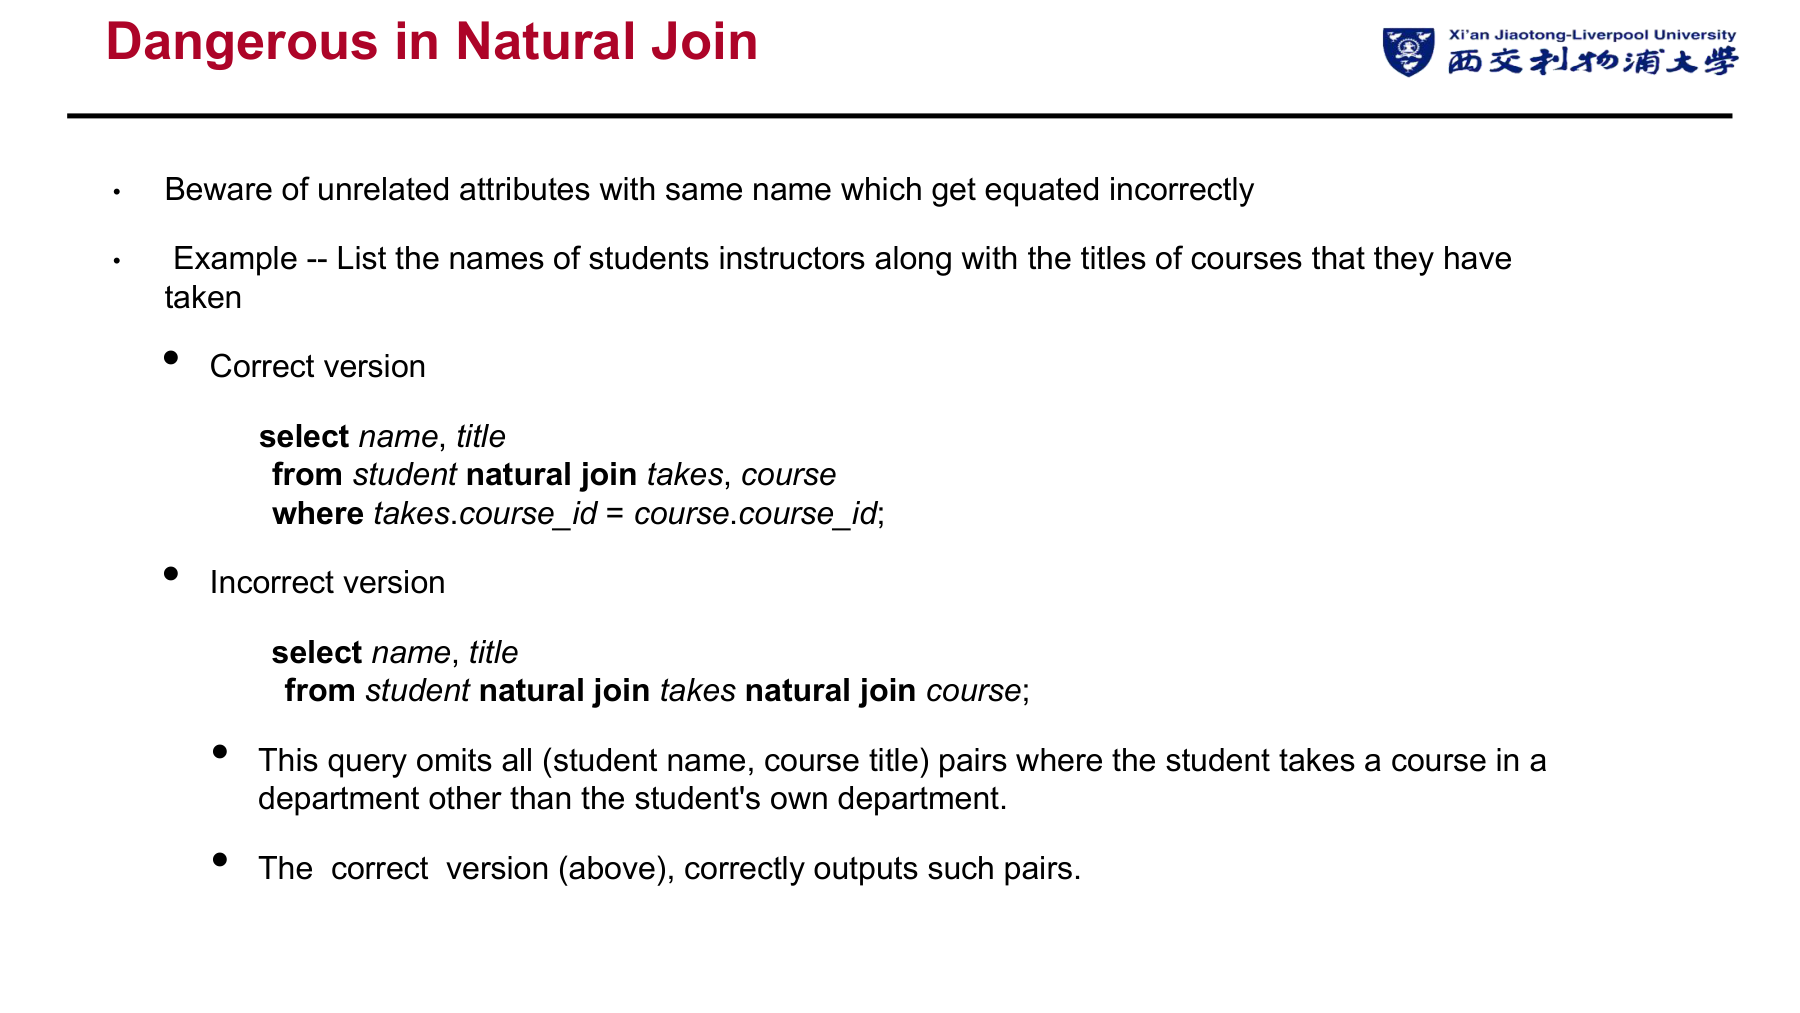 Dangerous in Natural Join
Xi'an Jiaotong-Liverpool University
西交利物浦大學
• Beware of unrelated attributes with same name which get equated incorrectly
• Example -- List the names of students instructors along with the titles of courses that they have
taken
• Correct version
select name, title
from student natural join takes, course
where takes.course_id = course.course_id;
• Incorrect version
select name, title
from student natural join takes natural join course;
• This query omits all (student name, course title) pairs where the student takes a course in a
department other than the student's own department.
• The correct version (above), correctly outputs such pairs.